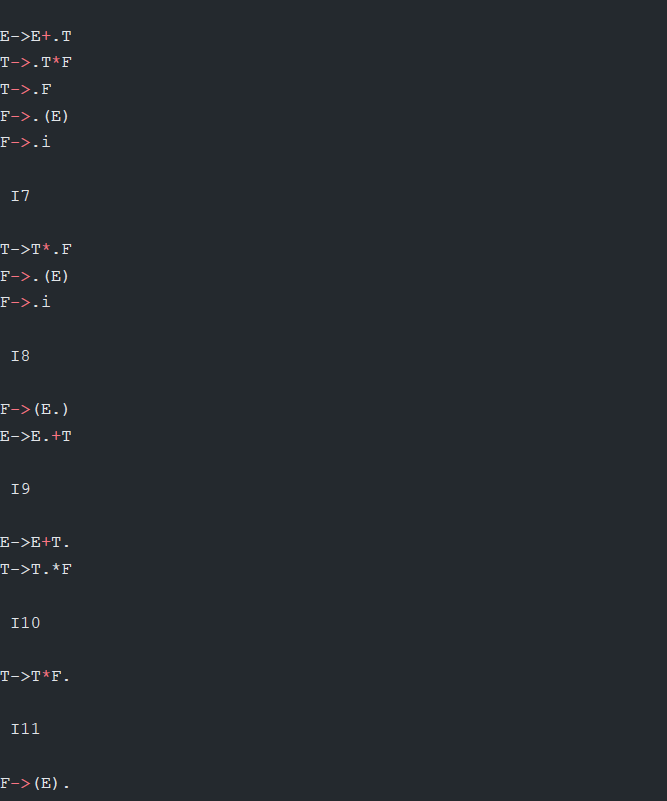 E->E+.T
T->.T*F
T->.F
F->.(E)
F->.i
I7
T->T*.F
F->.(E)
F->.i
I8
F->(E.)
E->E.+T
I9
E->E+T.
T->T.*F
I10
T->T*F.
I11
F->(E).